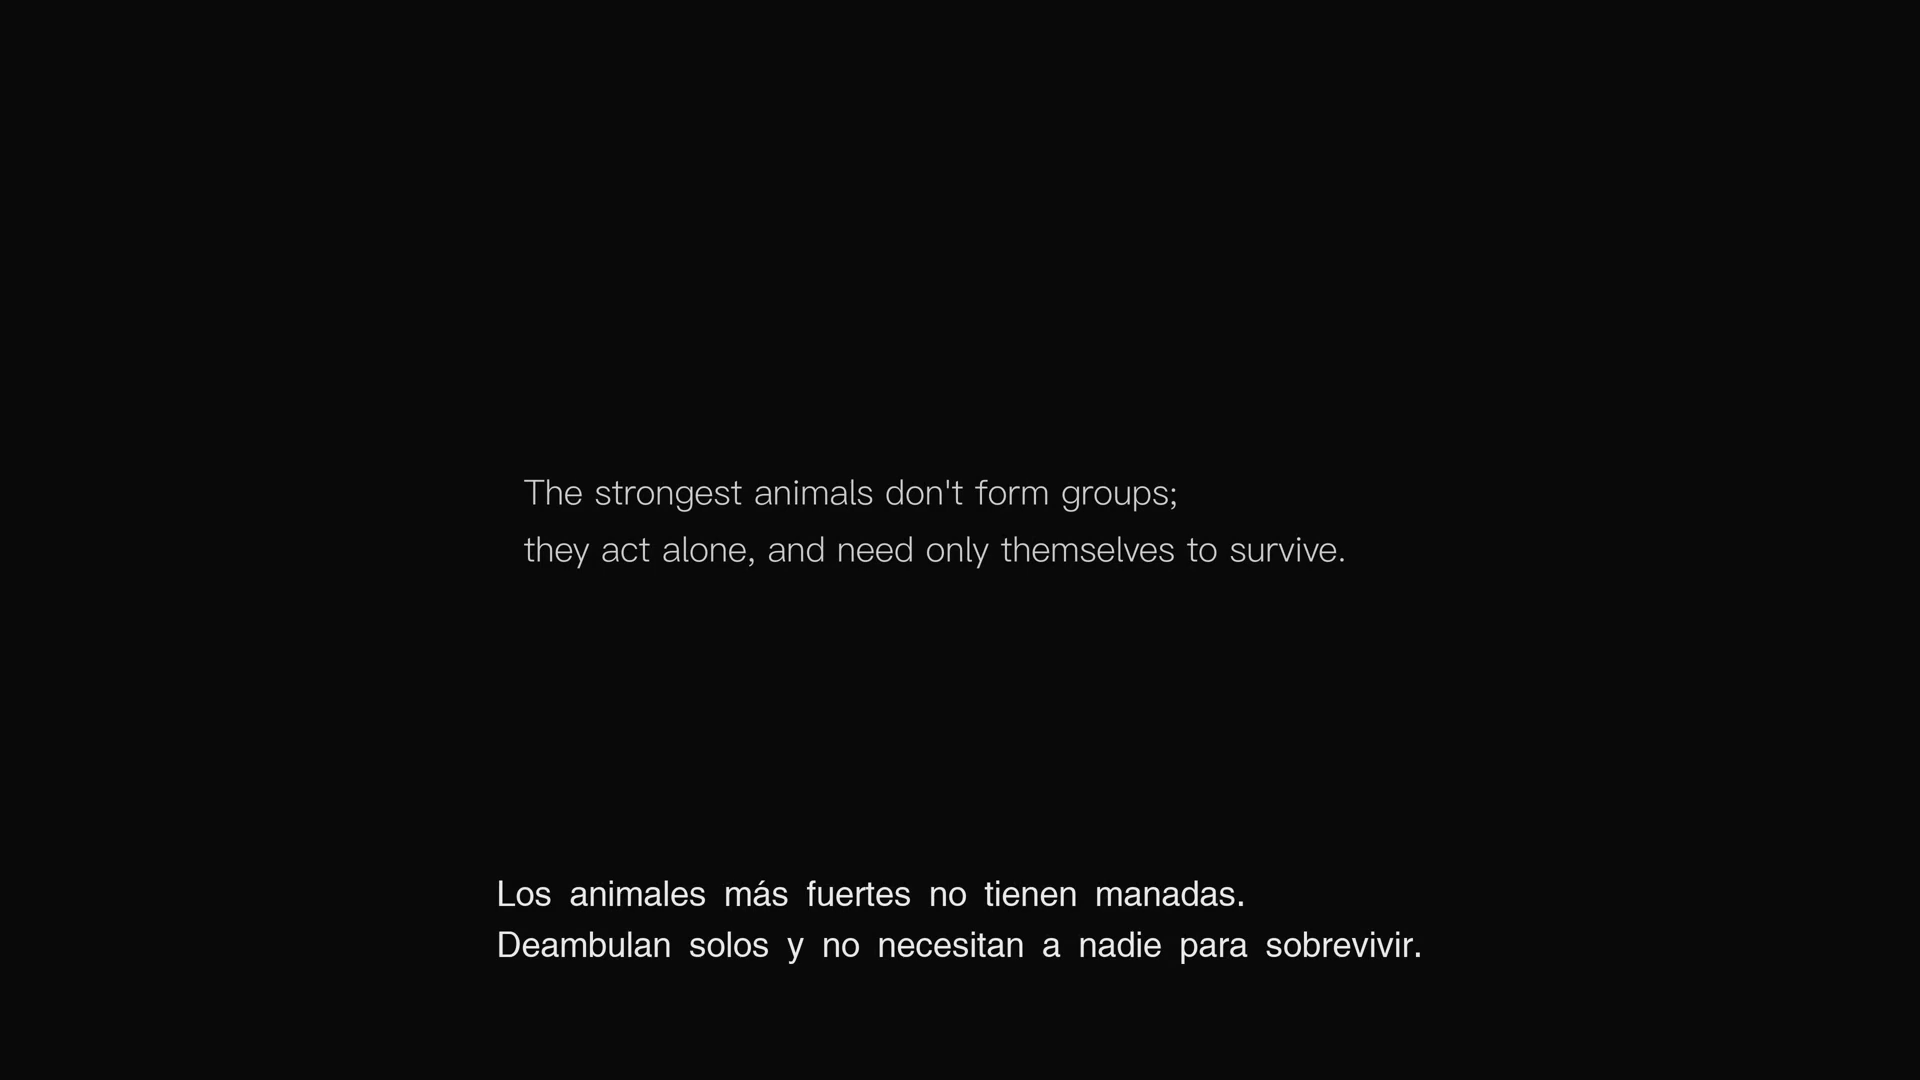 The strongest animals don't form groups;
they act alone, and need only themselves to survive.
Los animales más fuertes no tienen manadas.
Deambulan solos y no necesitan a nadie para sobrevivir.